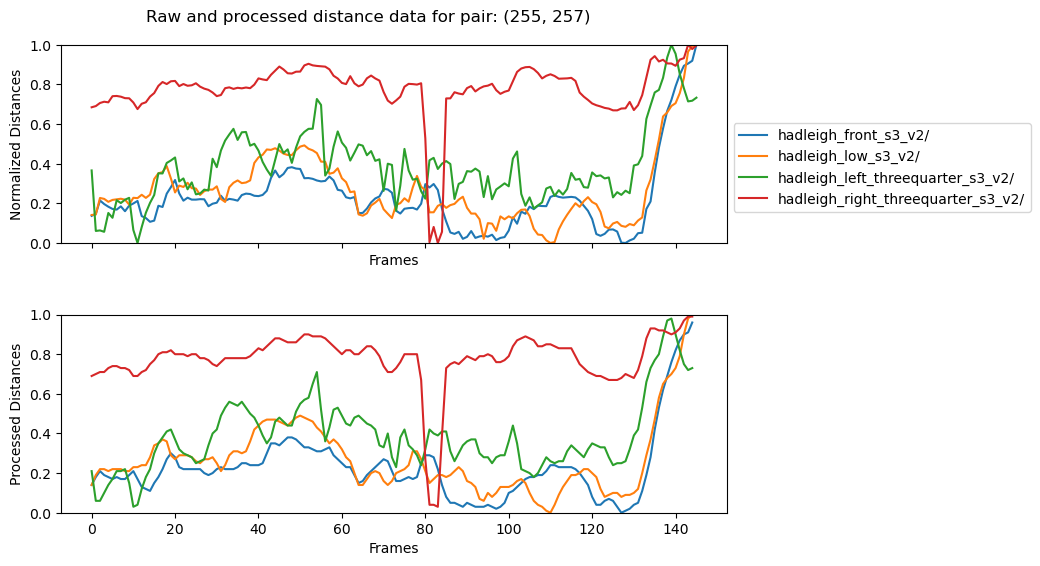 Raw and processed distance data for pair: (255, 257)
Normalized Distances
1.0
0.8
0.6
0.4
0.2
0.0
Frames
hadleigh_front_s3_v2/
hadleigh_low_s3_v2/
hadleigh_left_threequarter_s3_v2/
hadleigh_right_threequarter_s3_v2/
Processed Distances
1.0
0.8
0.6
0.4
0.2
0.0
0 20 40 60 80 100 120 140
Frames